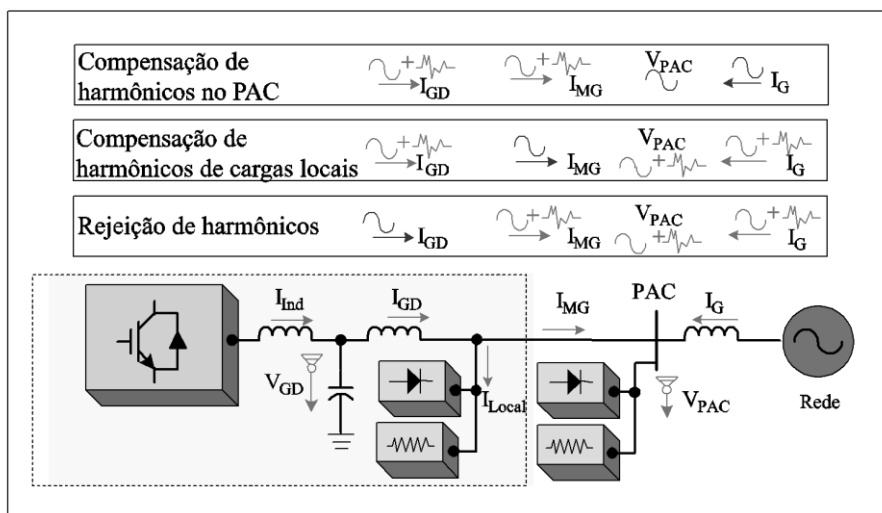 Compensação de
harmônicos no PAC
+ I_GD
+ I_MG
V_PAC
I_G
Compensação de
harmônicos de cargas locais
+ I_GD
I_MG
V_PAC
+
+ I_G
Rejeição de harmônicos
I_GD
+ I_MG
V_PAC
+
+ I_G
I_Ind
I_GD
I_MG
PAC
I_G
V_GD
I_Local
V_PAC
Rede